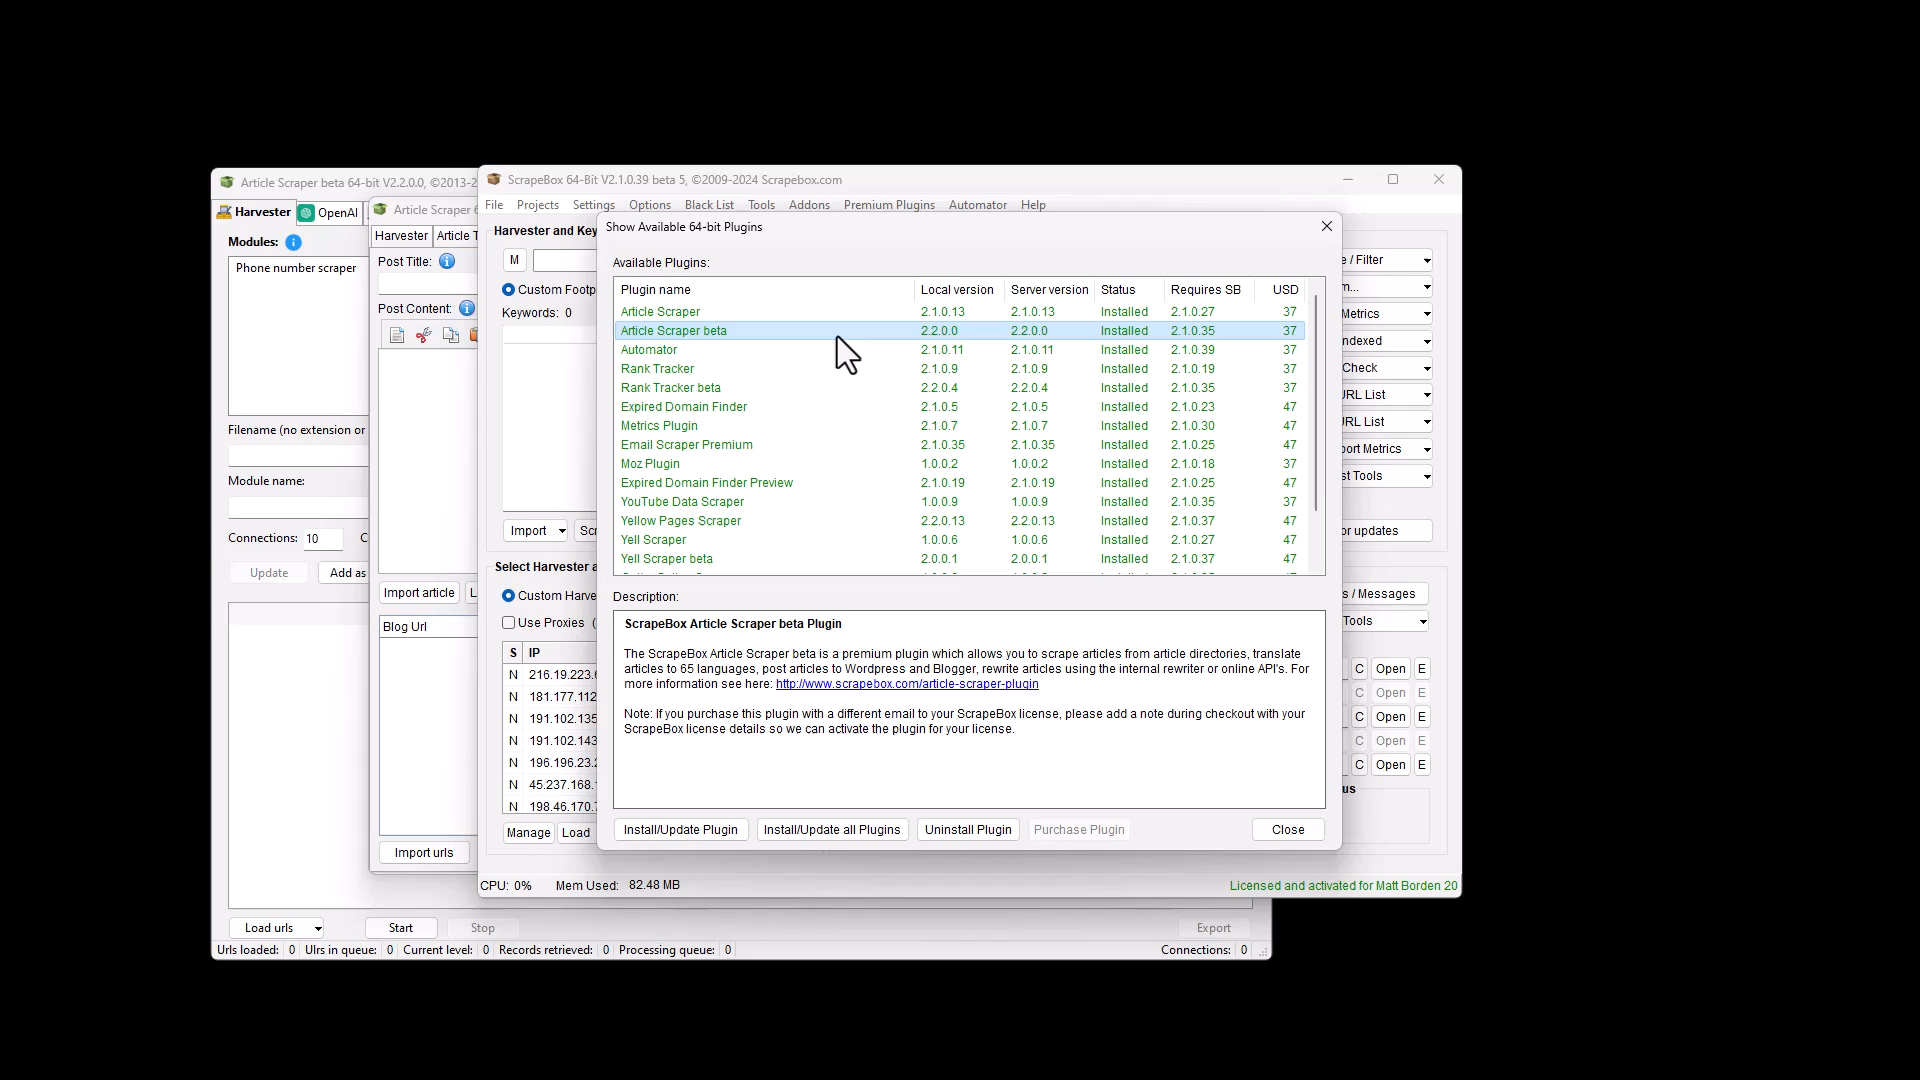 Article Scraper beta 64-bit V2.2.0.0, ©2013-2
Harvester
OpenAI
Modules:
Phone number scraper
Filename (no extension or
Module name:
Connections: 10
Update
Add as
Load urls
Start
Stop
Export
Urls loaded: 0 Ulrs in queue: 0 Current level: 0 Records retrieved: 0 Processing queue: 0
Connections: 0
Article Scraper 6
Harvester
Article T
Post Title:
Post Content:
Import article
Blog Url
Import urls
ScrapeBox 64-Bit V2.1.0.39 beta 5, ©2009-2024 Scrapebox.com
File Projects Settings Options Black List Tools Addons Premium Plugins Automator Help
Harvester and Key
M
Custom Footp
Keywords: 0
Import
Scr
Select Harvester a
Custom Harve
Use Proxies (
S IP
N 216.19.223.6
N 181.177.112
N 191.102.135
N 191.102.143
N 196.196.23.2
N 45.237.168.
N 198.46.170.7
Manage
Load
CPU: 0% Mem Used: 82.48 MB
Licensed and activated for Matt Borden 20
e / Filter
m...
Metrics
ndexed
Check
URL List
URL List
port Metrics
st Tools
or updates
s / Messages
Tools
C Open E
C Open E
C Open E
C Open E
C Open E
us
Show Available 64-bit Plugins
Available Plugins:
Plugin name Local version Server version Status Requires SB USD
Article Scraper 2.1.0.13 2.1.0.13 Installed 2.1.0.27 37
Article Scraper beta 2.2.0.0 2.2.0.0 Installed 2.1.0.35 37
Automator 2.1.0.11 2.1.0.11 Installed 2.1.0.39 37
Rank Tracker 2.1.0.9 2.1.0.9 Installed 2.1.0.19 37
Rank Tracker beta 2.2.0.4 2.2.0.4 Installed 2.1.0.35 37
Expired Domain Finder 2.1.0.5 2.1.0.5 Installed 2.1.0.23 47
Metrics Plugin 2.1.0.7 2.1.0.7 Installed 2.1.0.30 47
Email Scraper Premium 2.1.0.35 2.1.0.35 Installed 2.1.0.25 47
Moz Plugin 1.0.0.2 1.0.0.2 Installed 2.1.0.18 37
Expired Domain Finder Preview 2.1.0.19 2.1.0.19 Installed 2.1.0.25 47
YouTube Data Scraper 1.0.0.9 1.0.0.9 Installed 2.1.0.35 37
Yellow Pages Scraper 2.2.0.13 2.2.0.13 Installed 2.1.0.37 47
Yell Scraper 1.0.0.6 1.0.0.6 Installed 2.1.0.27 47
Yell Scraper beta 2.0.0.1 2.0.0.1 Installed 2.1.0.37 47
Description:
ScrapeBox Article Scraper beta Plugin
The ScrapeBox Article Scraper beta is a premium plugin which allows you to scrape articles from article directories, translate
articles to 65 languages, post articles to Wordpress and Blogger, rewrite articles using the internal rewriter or online API's. For
more information see here: http://www.scrapebox.com/article-scraper-plugin
Note: If you purchase this plugin with a different email to your ScrapeBox license, please add a note during checkout with your
ScrapeBox license details so we can activate the plugin for your license.
Install/Update Plugin
Install/Update all Plugins
Uninstall Plugin
Purchase Plugin
Close